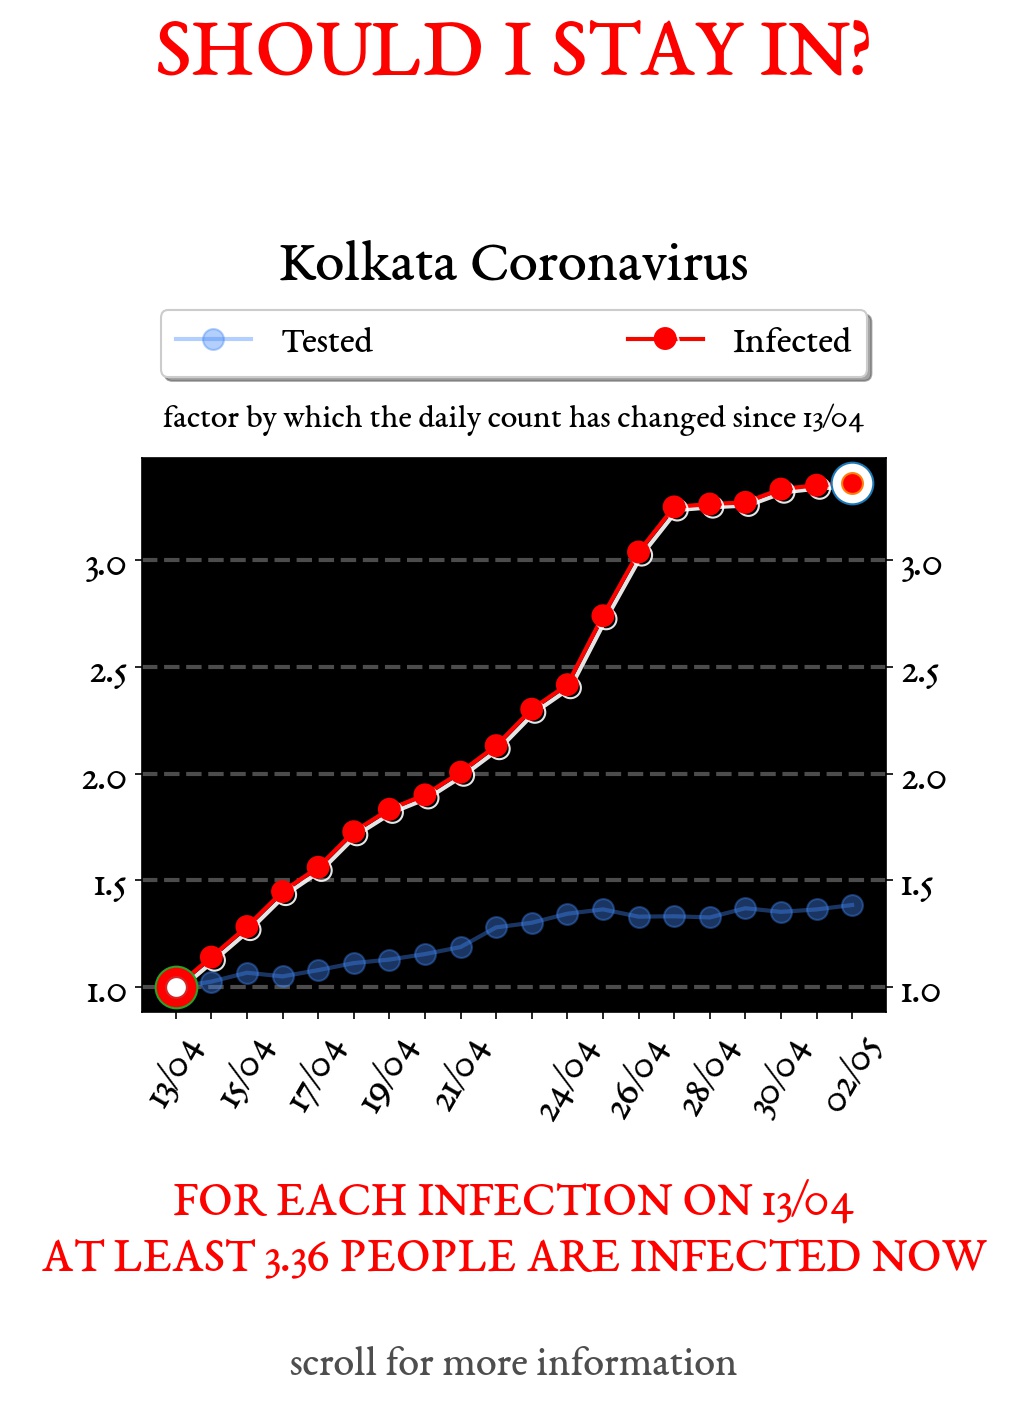 SHOULD I STAY IN?
Kolkata Coronavirus
Tested Infected
factor by which the daily count has changed since 13/04
3.0 3.0
2.5 2.5
2.0 2.0
1.5 1.5
1.0 1.0
13/04 15/04 17/04 19/04 21/04 24/04 26/04 28/04 30/04 02/05
FOR EACH INFECTION ON 13/04
AT LEAST 3.36 PEOPLE ARE INFECTED NOW
scroll for more information